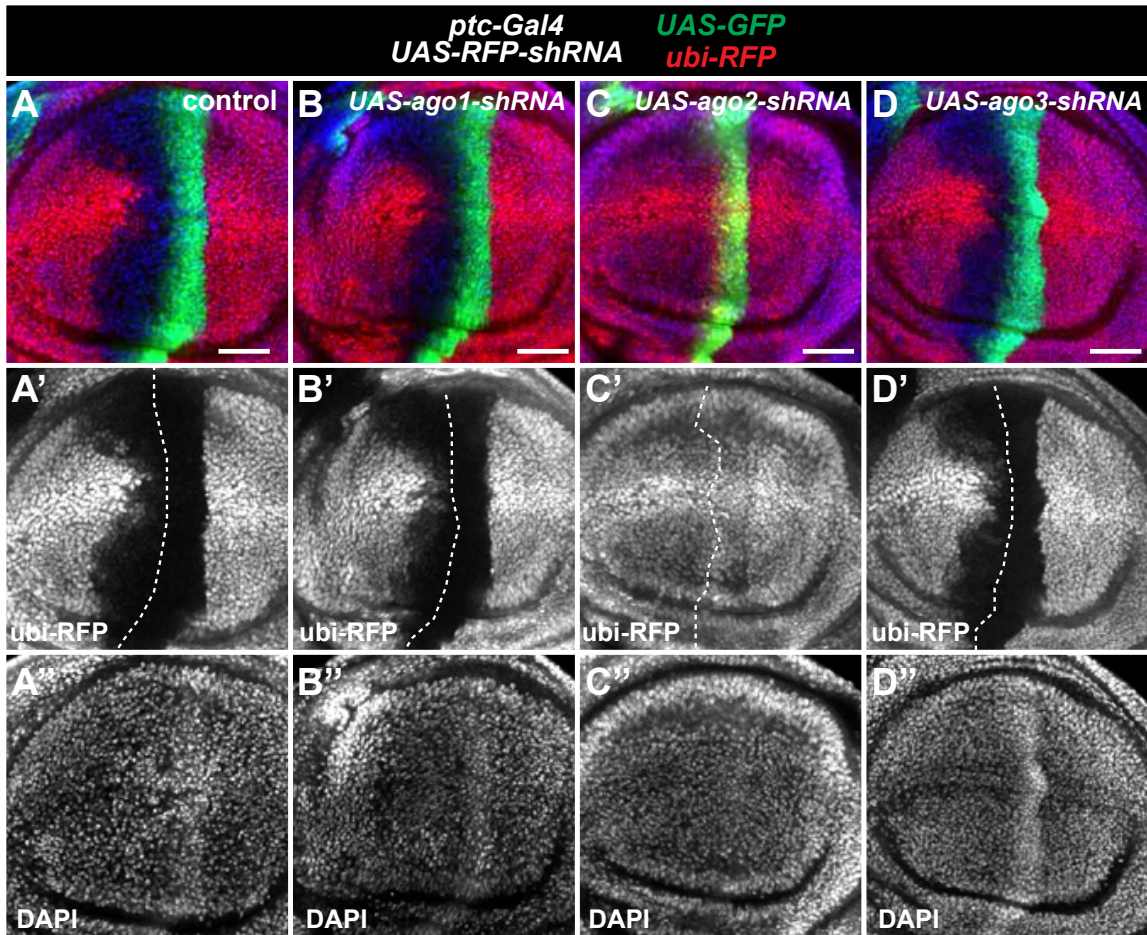 ptc-Gal4 UAS-GFP
UAS-RFP-shRNA ubi-RFP
A control B UAS-ago1-shRNA C UAS-ago2-shRNA D UAS-ago3-shRNA
A' B' C' D'
ubi-RFP ubi-RFP ubi-RFP ubi-RFP
A" B" C" D"
DAPI DAPI DAPI DAPI